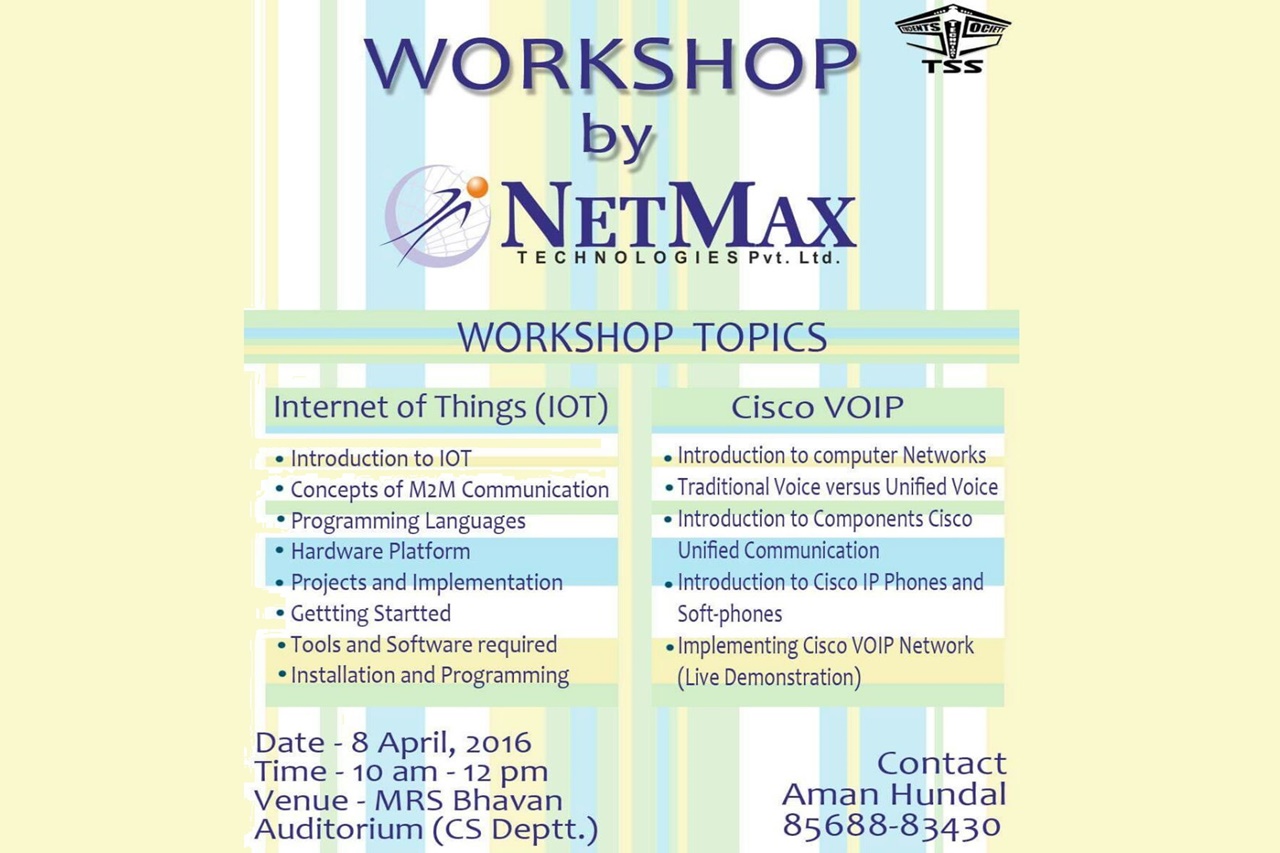 STUDENTS SOCIETY
TECHNICAL
TSS
WORKSHOP
by
NETMAX
TECHNOLOGIES Pvt. Ltd.
WORKSHOP TOPICS
Internet of Things (IOT)
• Introduction to IOT
• Concepts of M2M Communication
• Programming Languages
• Hardware Platform
• Projects and Implementation
• Gettting Startted
• Tools and Software required
• Installation and Programming
Cisco VOIP
• Introduction to computer Networks
• Traditional Voice versus Unified Voice
• Introduction to Components Cisco
Unified Communication
• Introduction to Cisco IP Phones and
Soft-phones
• Implementing Cisco VOIP Network
(Live Demonstration)
Date - 8 April, 2016
Time - 10 am - 12 pm
Venue - MRS Bhavan
Auditorium (CS Deptt.)
Contact
Aman Hundal
85688-83430